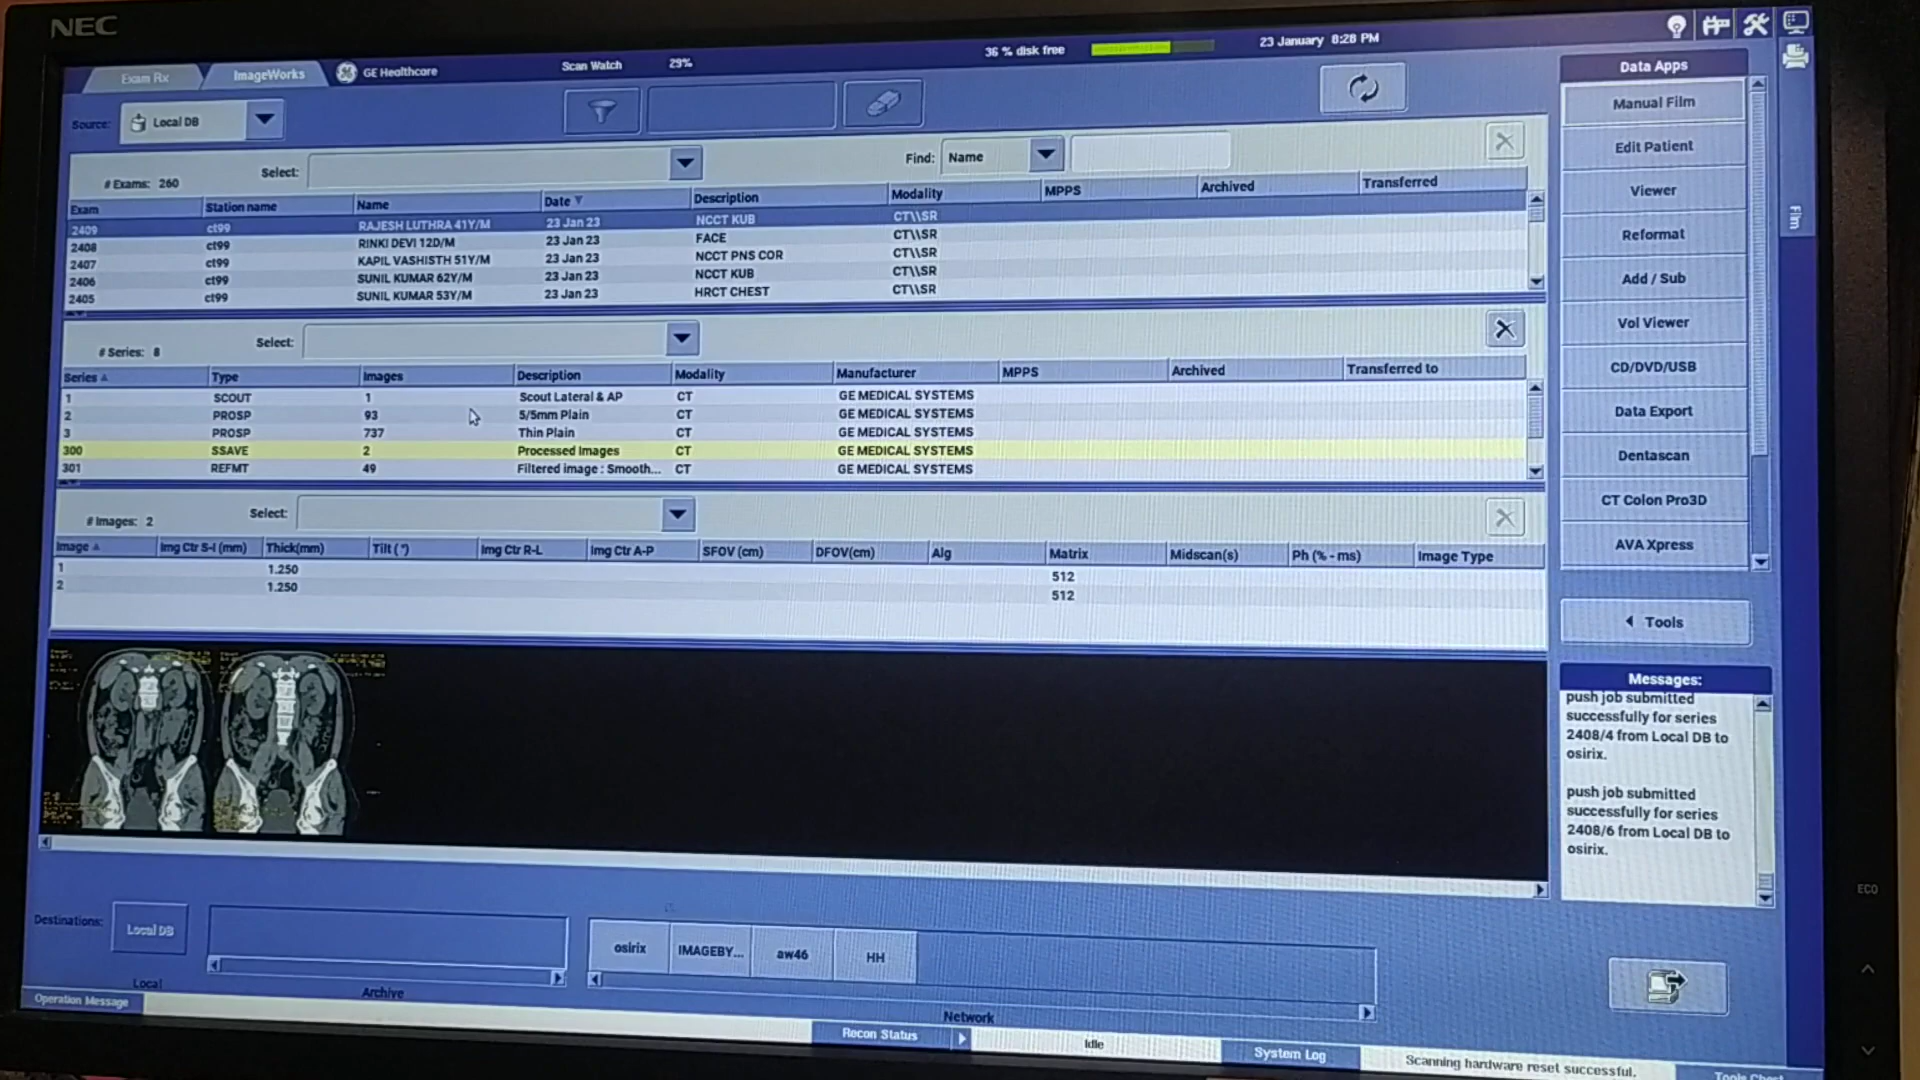 NEC
36 % disk free 23 January 8:28 PM
Exam Rx ImageWorks GE Healthcare Scan Watch 29%
Source: Local DB
Select: Find: Name
# Exams: 260
Exam Station name Name Date Description Modality MPPS Archived Transferred
2409 ct99 RAJESH LUTHRA 41Y/M 23 Jan 23 NCCT KUB CT\\SR
2408 ct99 RINKI DEVI 12D/M 23 Jan 23 FACE CT\\SR
2407 ct99 KAPIL VASHISTH 51Y/M 23 Jan 23 NCCT PNS COR CT\\SR
2406 ct99 SUNIL KUMAR 62Y/M 23 Jan 23 NCCT KUB CT\\SR
2405 ct99 SUNIL KUMAR 53Y/M 23 Jan 23 HRCT CHEST CT\\SR
Select:
# Series: 8
Series Type Images Description Modality Manufacturer MPPS Archived Transferred to
1 SCOUT 1 Scout Lateral & AP CT GE MEDICAL SYSTEMS
2 PROSP 93 5/5mm Plain CT GE MEDICAL SYSTEMS
3 PROSP 737 Thin Plain CT GE MEDICAL SYSTEMS
300 SSAVE 2 Processed Images CT GE MEDICAL SYSTEMS
301 REFMT 49 Filtered image : Smooth... CT GE MEDICAL SYSTEMS
Select:
# Images: 2
Image Img Ctr S-I (mm) Thick(mm) Tilt (°) Img Ctr R-L Img Ctr A-P SFOV (cm) DFOV(cm) Alg Matrix Midscan(s) Ph (% - ms) Image Type
1 1.250 512
2 1.250 512
Destinations: Local DB
osirix IMAGEBY... aw46 HH
Local Archive Network
Operation Message
Recon Status Idle System Log Scanning hardware reset successful. Tools Chest
Data Apps
Manual Film
Edit Patient
Viewer
Reformat
Add / Sub
Vol Viewer
CD/DVD/USB
Data Export
Dentascan
CT Colon Pro3D
AVA Xpress
Tools
Messages:
push job submitted
successfully for series
2408/4 from Local DB to
osirix.
push job submitted
successfully for series
2408/6 from Local DB to
osirix.
Film
ECO